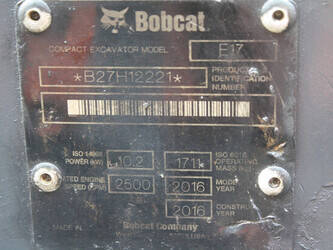 Bobcat
COMPACT EXCAVATOR MODEL E17
*B27H12221* PRODUCT IDENTIFICATION NUMBER
ISO 14396 POWER (kW) 10.2 1711 ISO 6016 OPERATING MASS (kg)
RATED ENGINE SPEED (RPM) 2500 2016 MODEL YEAR
2016 CONSTR. YEAR
MADE IN Bobcat Company